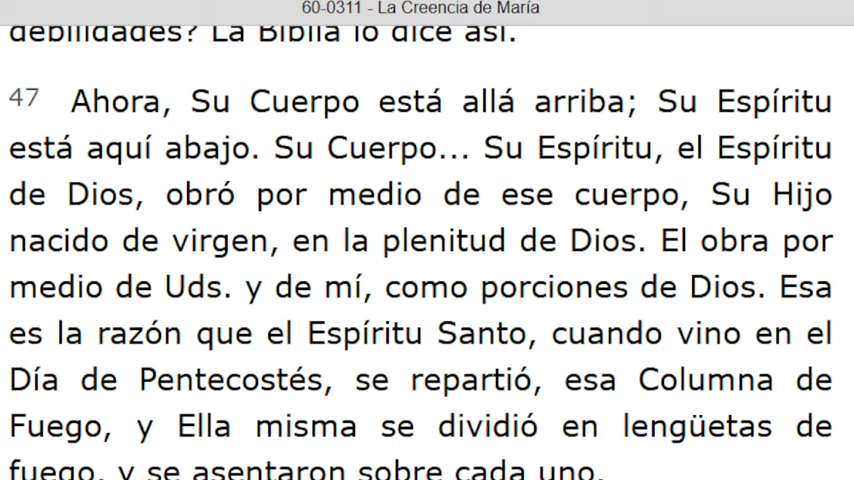 60-0311 - La Creencia de María
debilidades? La Biblia lo dice así.
47 Ahora, Su Cuerpo está allá arriba; Su Espíritu
está aquí abajo. Su Cuerpo... Su Espíritu, el Espíritu
de Dios, obró por medio de ese cuerpo, Su Hijo
nacido de virgen, en la plenitud de Dios. El obra por
medio de Uds. y de mí, como porciones de Dios. Esa
es la razón que el Espíritu Santo, cuando vino en el
Día de Pentecostés, se repartió, esa Columna de
Fuego, y Ella misma se dividió en lengüetas de
fuego, y se asentaron sobre cada uno.